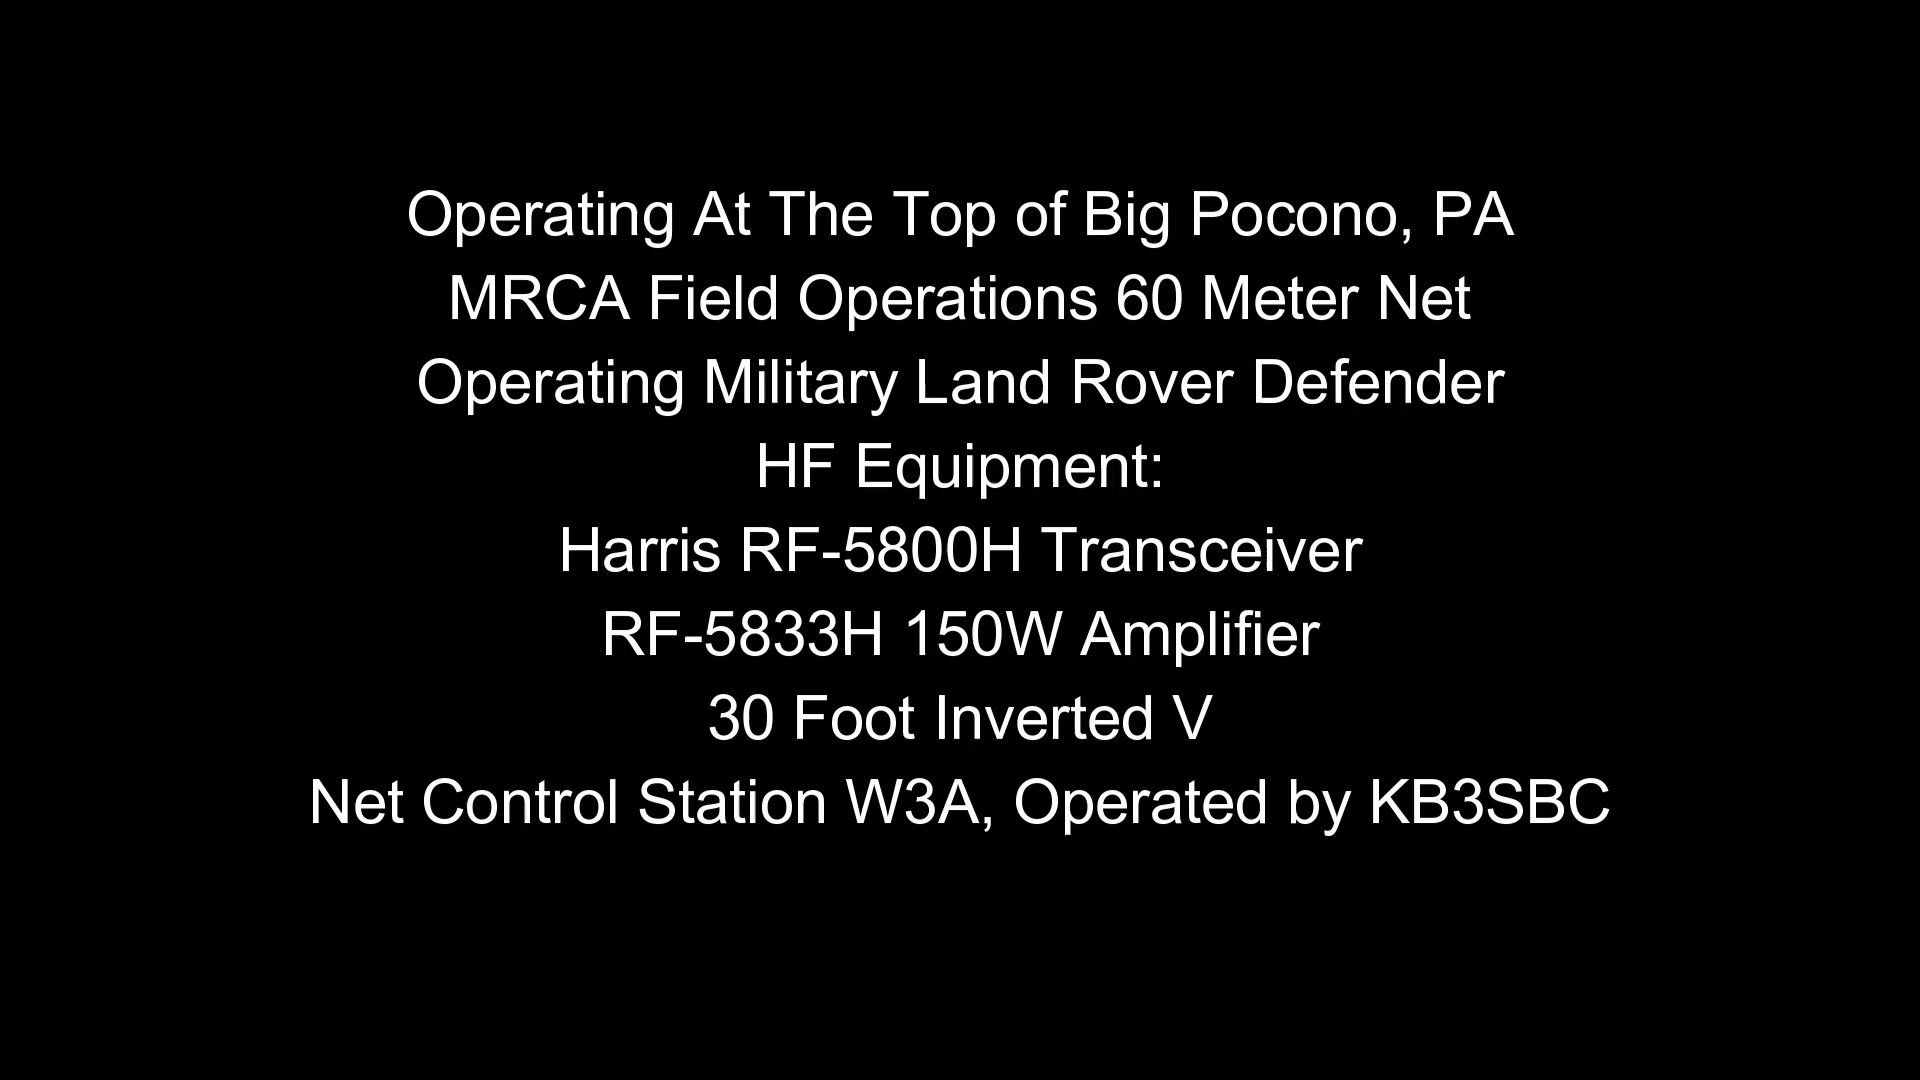 Operating At The Top of Big Pocono, PA
MRCA Field Operations 60 Meter Net
Operating Military Land Rover Defender
HF Equipment:
Harris RF-5800H Transceiver
RF-5833H 150W Amplifier
30 Foot Inverted V
Net Control Station W3A, Operated by KB3SBC